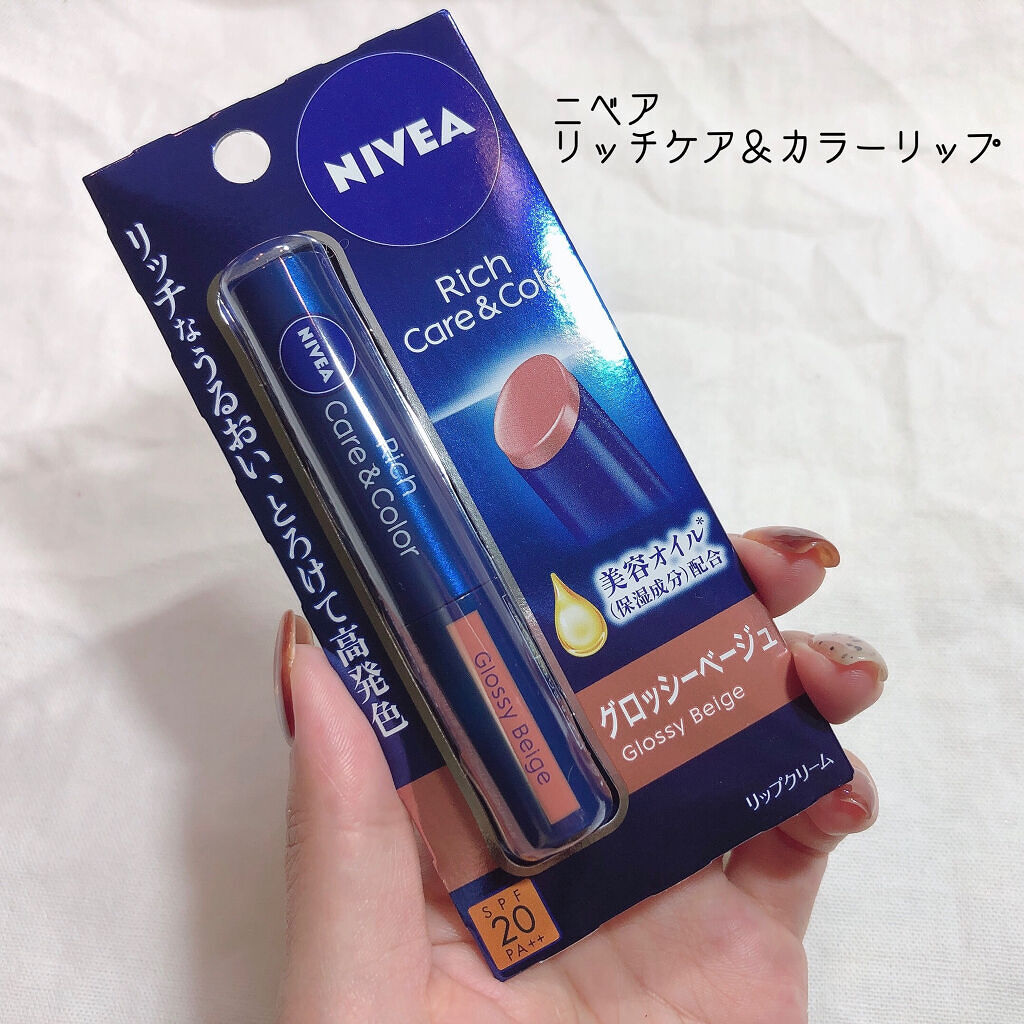 ニベア
リッチケア&カラーリップ
NIVEA
Rich
Care&Colo
リッチなうるおい、とろけて高発色
NIVEA
Rich
Care&Color
Glossy Beige
美容オイル*
(保湿成分)配合
グロッシーベージュ
Glossy Beige
リップクリーム
SPF
20
PA++